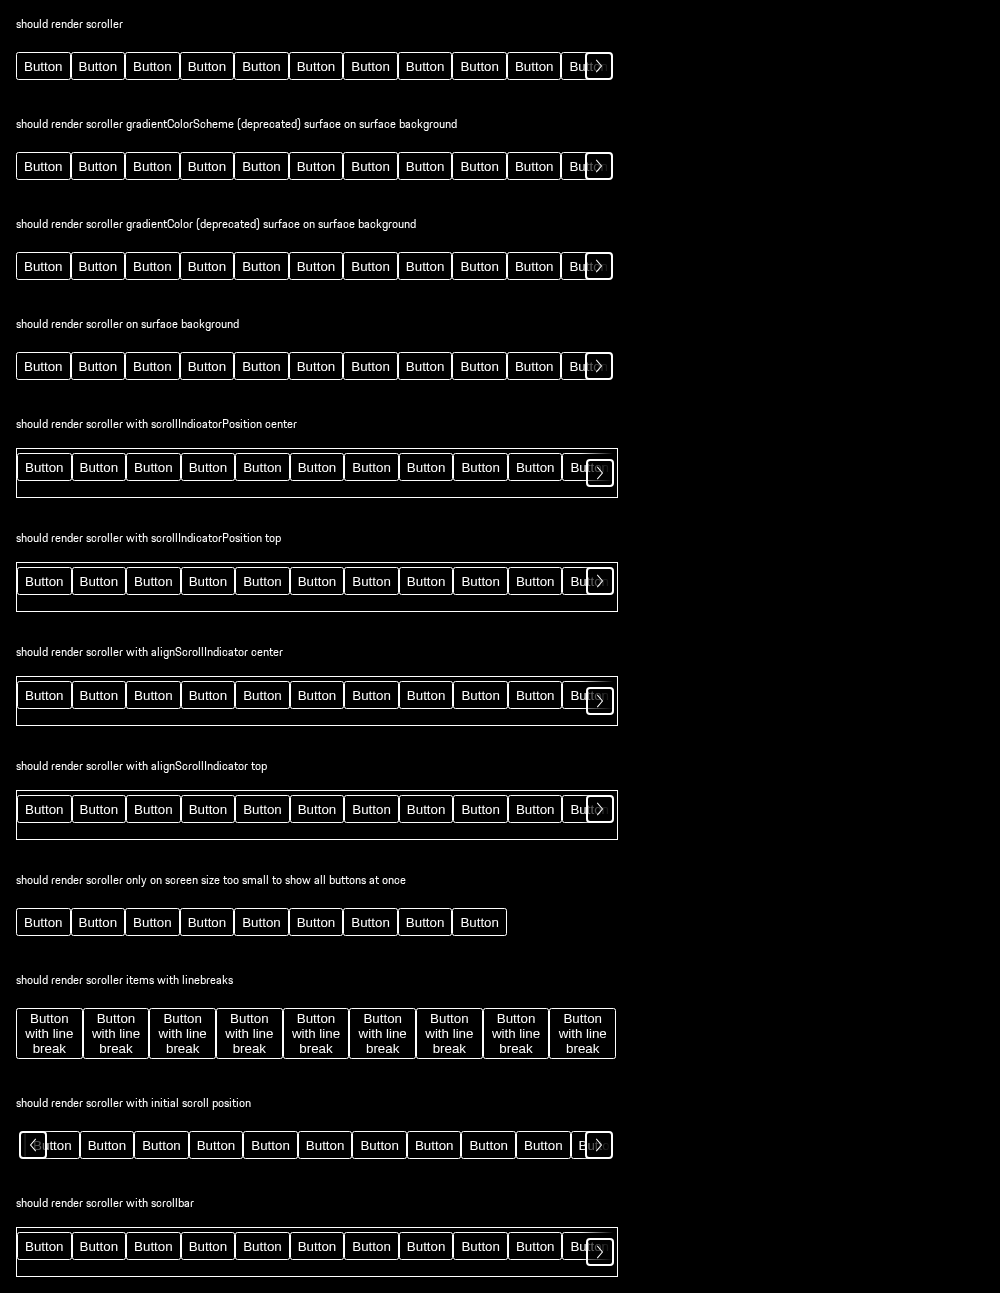 should render scroller
Button Button Button Button Button Button Button Button Button Button Button
should render scroller gradientColorScheme (deprecated) surface on surface background
Button Button Button Button Button Button Button Button Button Button Button
should render scroller gradientColor (deprecated) surface on surface background
Button Button Button Button Button Button Button Button Button Button Button
should render scroller on surface background
Button Button Button Button Button Button Button Button Button Button Button
should render scroller with scrollIndicatorPosition center
Button Button Button Button Button Button Button Button Button Button Button
should render scroller with scrollIndicatorPosition top
Button Button Button Button Button Button Button Button Button Button Button
should render scroller with alignScrollIndicator center
Button Button Button Button Button Button Button Button Button Button Button
should render scroller with alignScrollIndicator top
Button Button Button Button Button Button Button Button Button Button Button
should render scroller only on screen size too small to show all buttons at once
Button Button Button Button Button Button Button Button Button
should render scroller items with linebreaks
Button Button Button Button Button Button Button Button Button
with line with line with line with line with line with line with line with line with line
break break break break break break break break break
should render scroller with initial scroll position
Button Button Button Button Button Button Button Button Button Button Button
should render scroller with scrollbar
Button Button Button Button Button Button Button Button Button Button Button